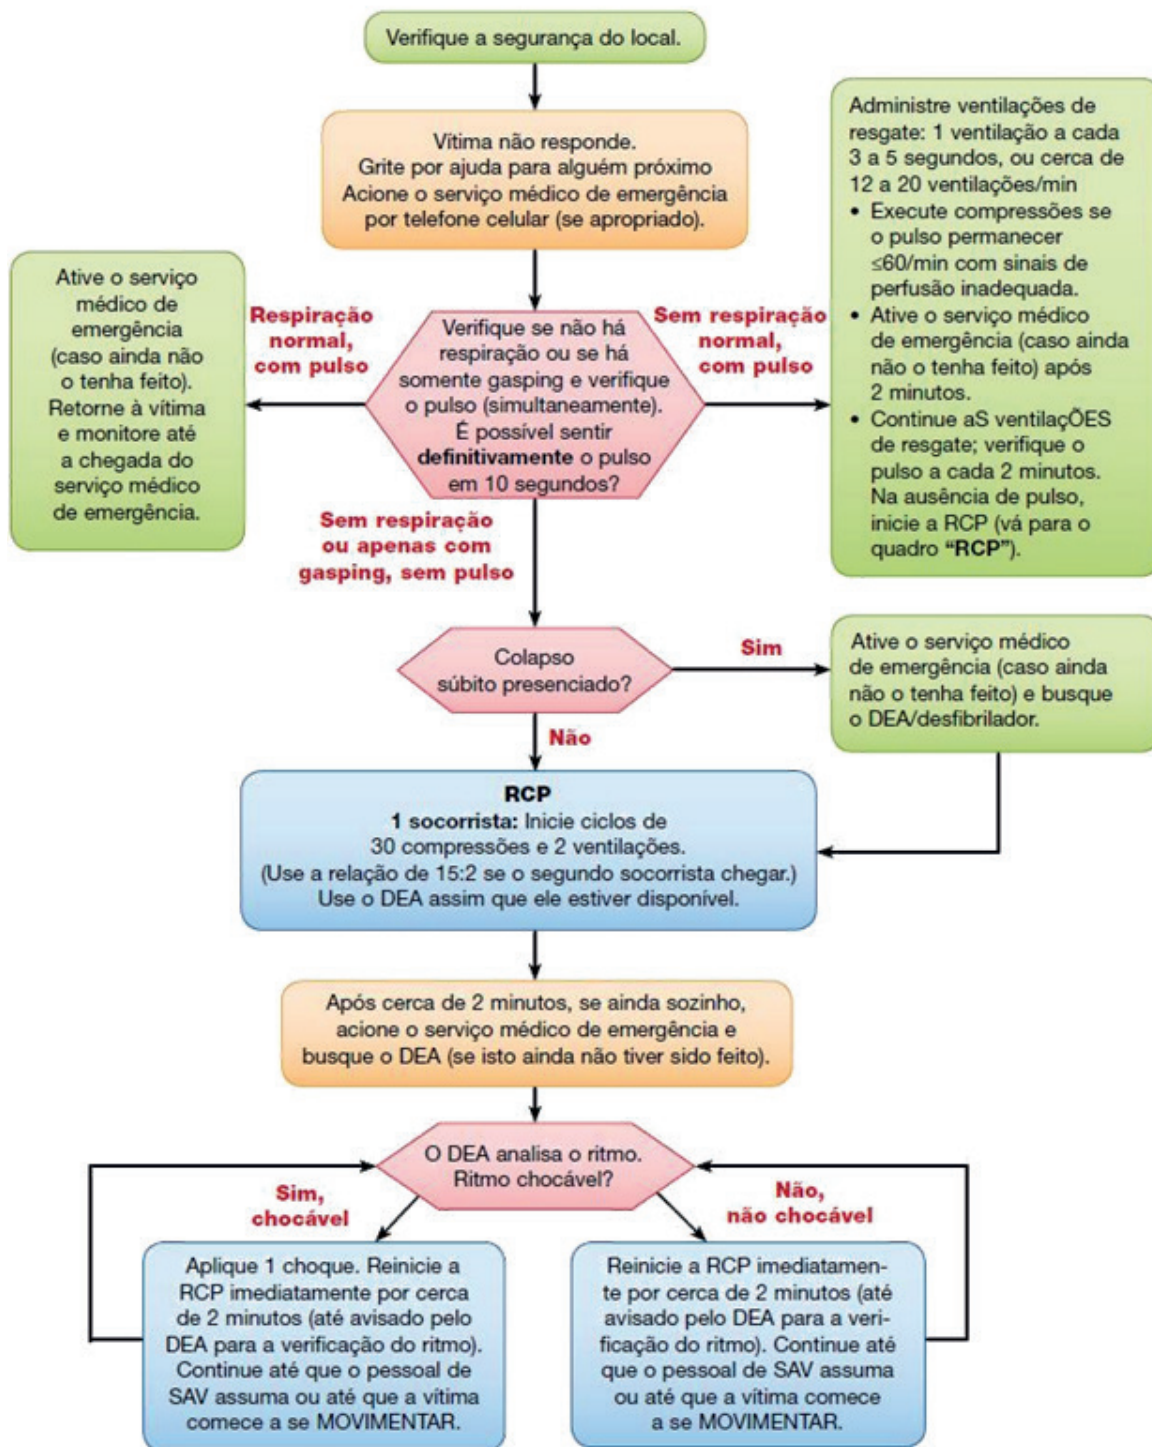 Verifique a segurança do local.
Vítima não responde.
Grite por ajuda para alguém próximo
Acione o serviço médico de emergência
por telefone celular (se apropriado).
Verifique se não há
respiração ou se há
somente gasping e verifique
o pulso (simultaneamente).
É possível sentir
definitivamente o pulso
em 10 segundos?
Respiração
normal,
com pulso
Ative o serviço
médico de
emergência
(caso ainda não
o tenha feito).
Retorne à vítima
e monitore até
a chegada do
serviço médico
de emergência.
Sem respiração
normal,
com pulso
Administre ventilações de
resgate: 1 ventilação a cada
3 a 5 segundos, ou cerca de
12 a 20 ventilações/min
• Execute compressões se
o pulso permanecer
≤60/min com sinais de
perfusão inadequada.
• Ative o serviço médico
de emergência (caso ainda
não o tenha feito) após
2 minutos.
• Continue aS ventilaçÕES
de resgate; verifique o
pulso a cada 2 minutos.
Na ausência de pulso,
inicie a RCP (vá para o
quadro “RCP”).
Sem respiração
ou apenas com
gasping, sem pulso
Colapso
súbito presenciado?
Sim
Ative o serviço médico
de emergência (caso ainda
não o tenha feito) e busque
o DEA/desfibrilador.
Não
RCP
1 socorrista: Inicie ciclos de
30 compressões e 2 ventilações.
(Use a relação de 15:2 se o segundo socorrista chegar.)
Use o DEA assim que ele estiver disponível.
Após cerca de 2 minutos, se ainda sozinho,
acione o serviço médico de emergência e
busque o DEA (se isto ainda não tiver sido feito).
O DEA analisa o ritmo.
Ritmo chocável?
Sim,
chocável
Aplique 1 choque. Reinicie a
RCP imediatamente por cerca
de 2 minutos (até avisado pelo
DEA para a verificação do ritmo).
Continue até que o pessoal de
SAV assuma ou até que a vítima
comece a se MOVIMENTAR.
Não,
não chocável
Reinicie a RCP imediatamen-
te por cerca de 2 minutos (até
avisado pelo DEA para a veri-
ficação do ritmo). Continue até
que o pessoal de SAV assuma
ou até que a vítima comece
a se MOVIMENTAR.